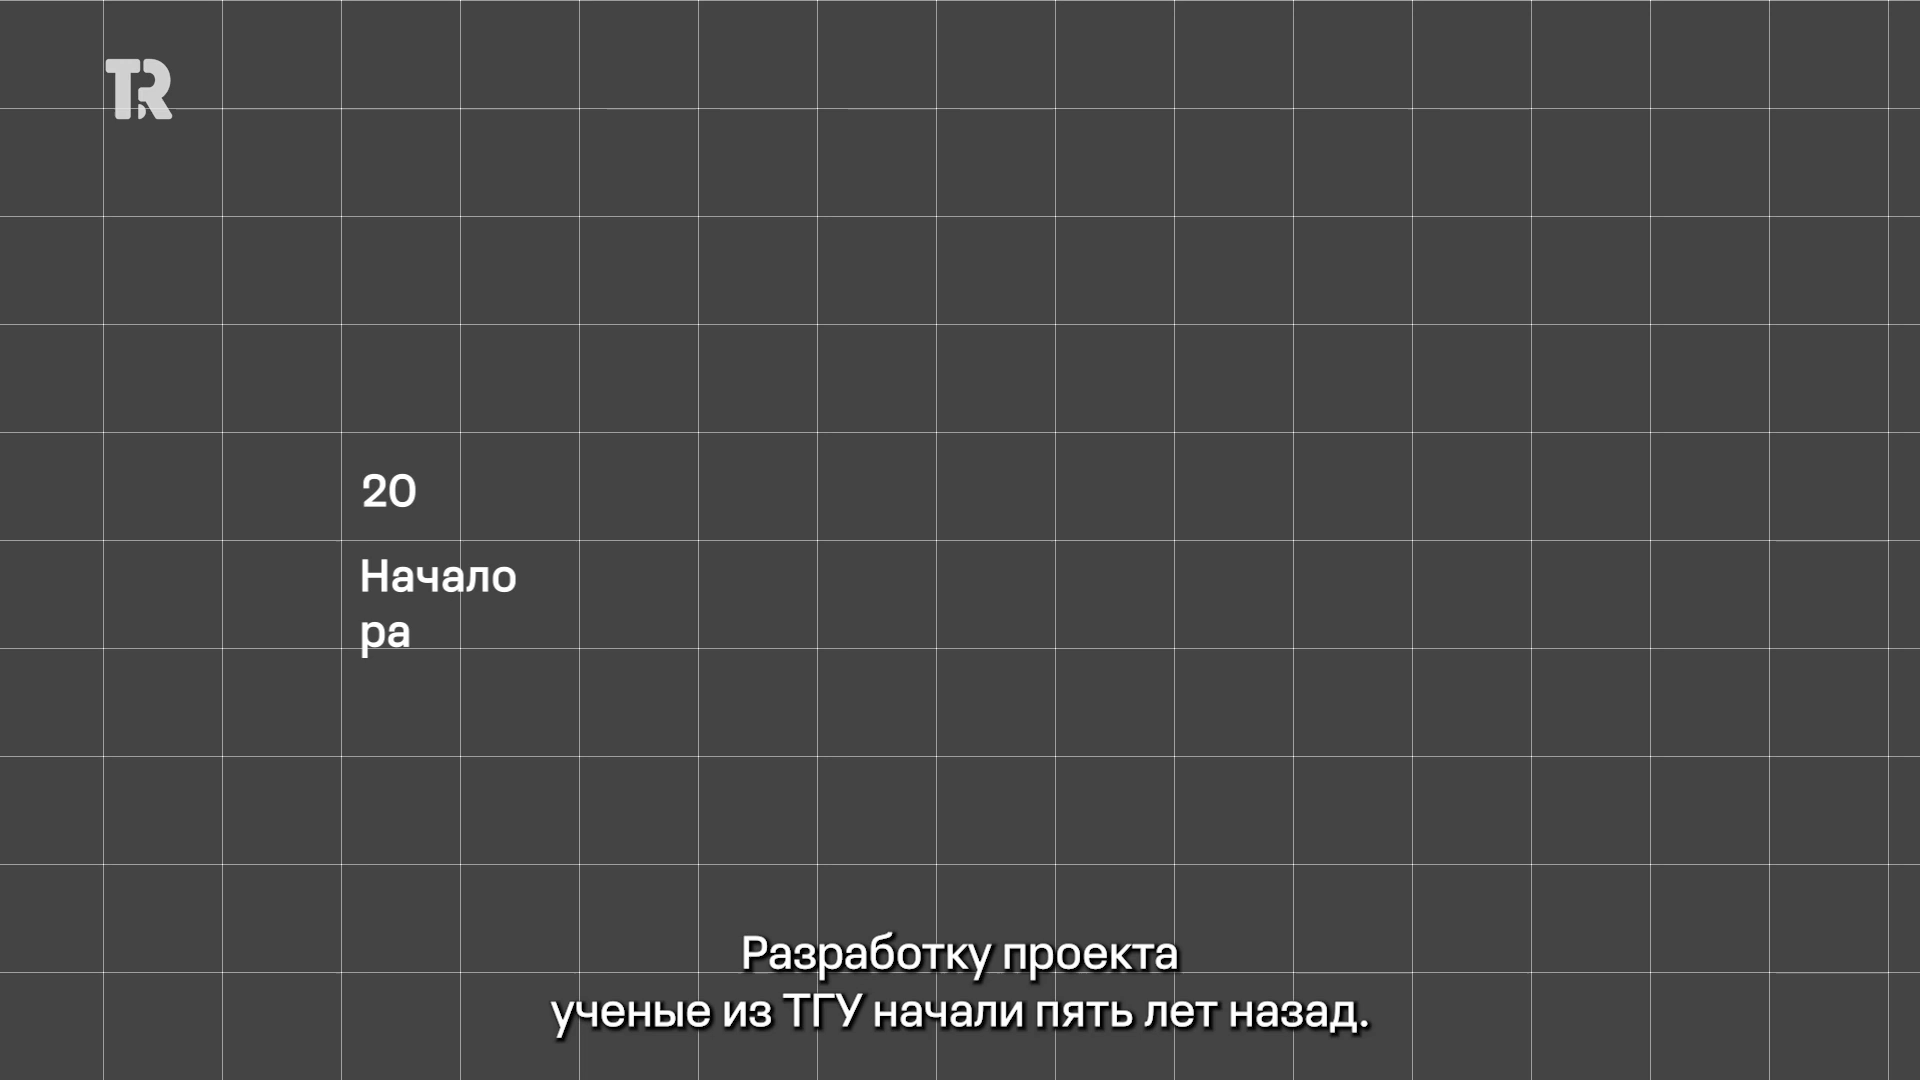 TR
20
Начало
ра
Разработку проекта
ученые из ТГУ начали пять лет назад.